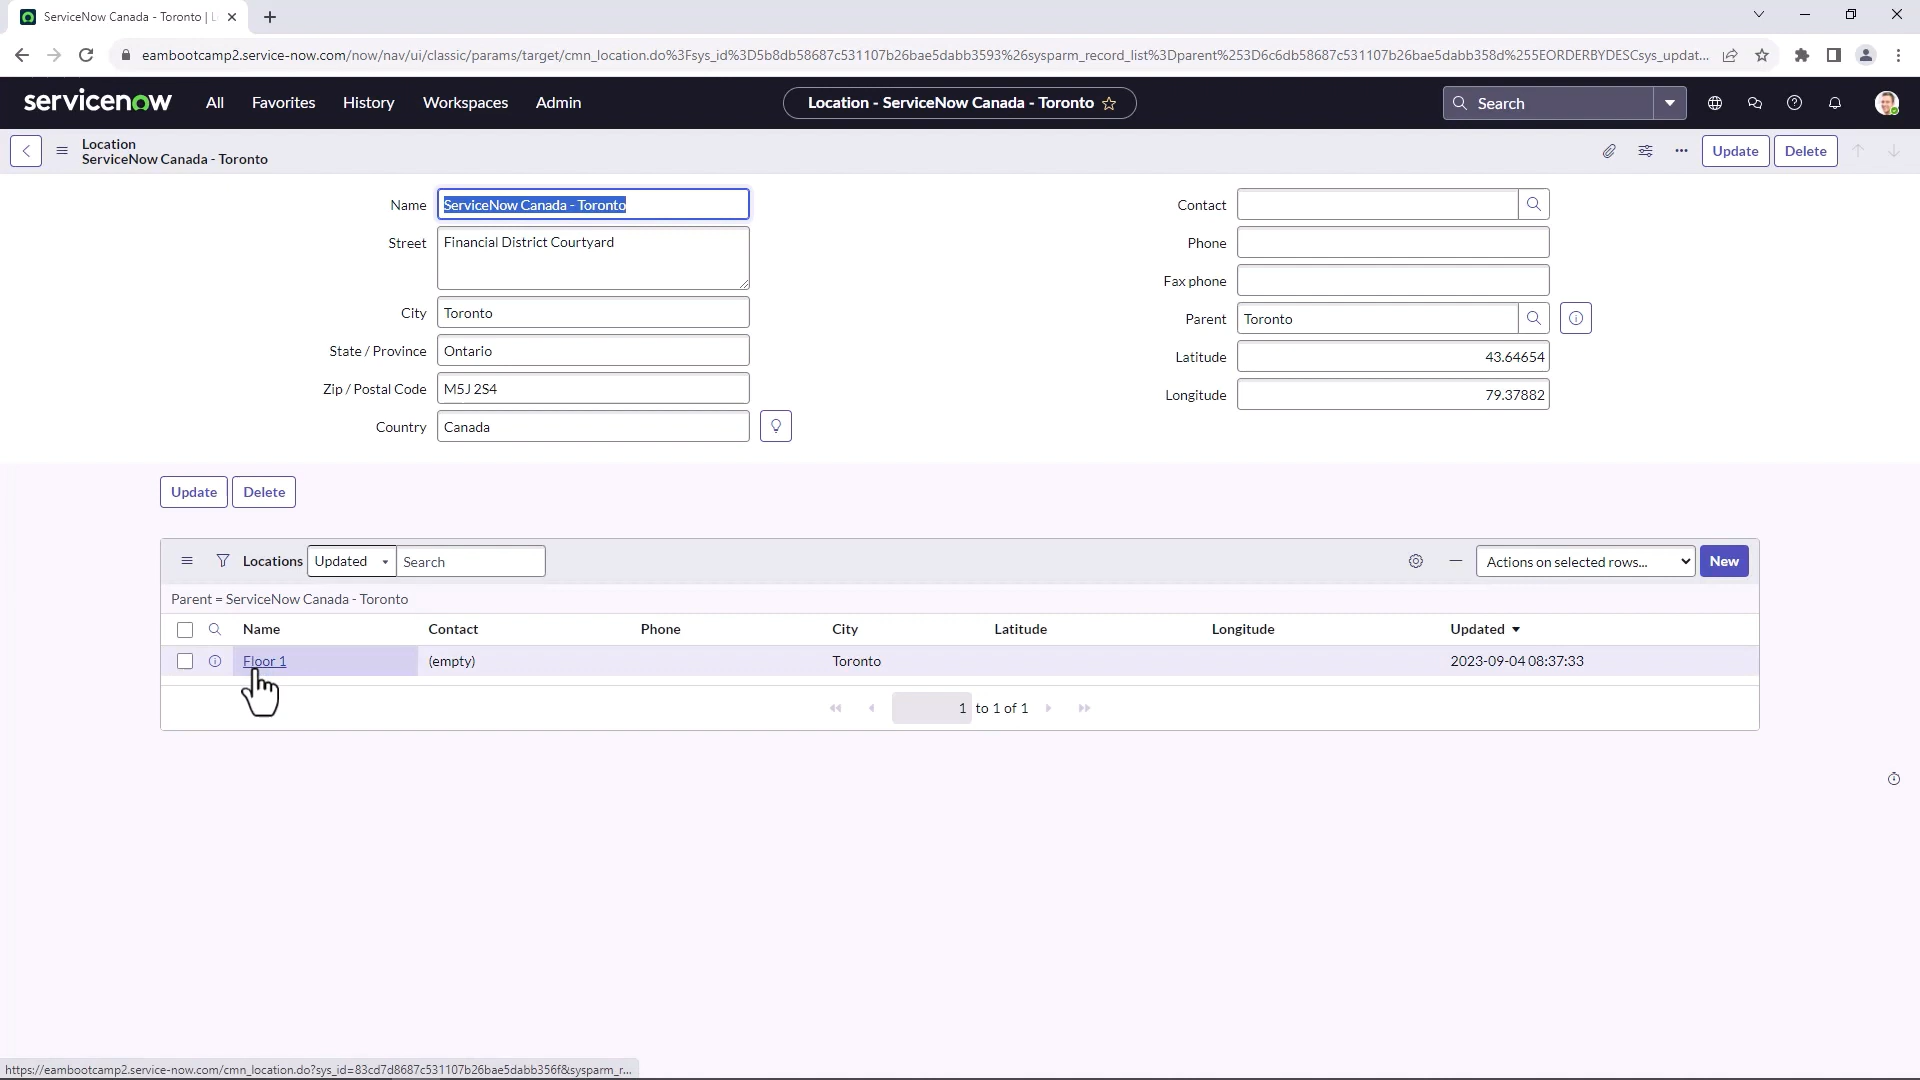 ServiceNow Canada - Toronto | L
eambootcamp2.service-now.com/now/nav/ui/classic/params/target/cmn_location.do%3Fsys_id%3D5b8db58687c531107b26bae5dabb3593%26sysparm_record_list%3Dparent%253D6c6db58687c531107b26bae5dabb358d%255EORDERBYDESCsys_updat...
servicenow
All
Favorites
History
Workspaces
Admin
Location - ServiceNow Canada - Toronto
Search
Location
ServiceNow Canada - Toronto
Update
Delete
Name
ServiceNow Canada - Toronto
Street
Financial District Courtyard
City
Toronto
State / Province
Ontario
Zip / Postal Code
M5J 2S4
Country
Canada
Contact
Phone
Fax phone
Parent
Toronto
Latitude
43.64654
Longitude
79.37882
Update
Delete
Locations
Updated
Search
Actions on selected rows...
New
Parent = ServiceNow Canada - Toronto
Name Contact Phone City Latitude Longitude Updated
Floor 1 (empty) Toronto 2023-09-04 08:37:33
1 to 1 of 1
https://eambootcamp2.service-now.com/cmn_location.do?sys_id=83cd7d8687c531107b26bae5dabb356f&sysparm_r...